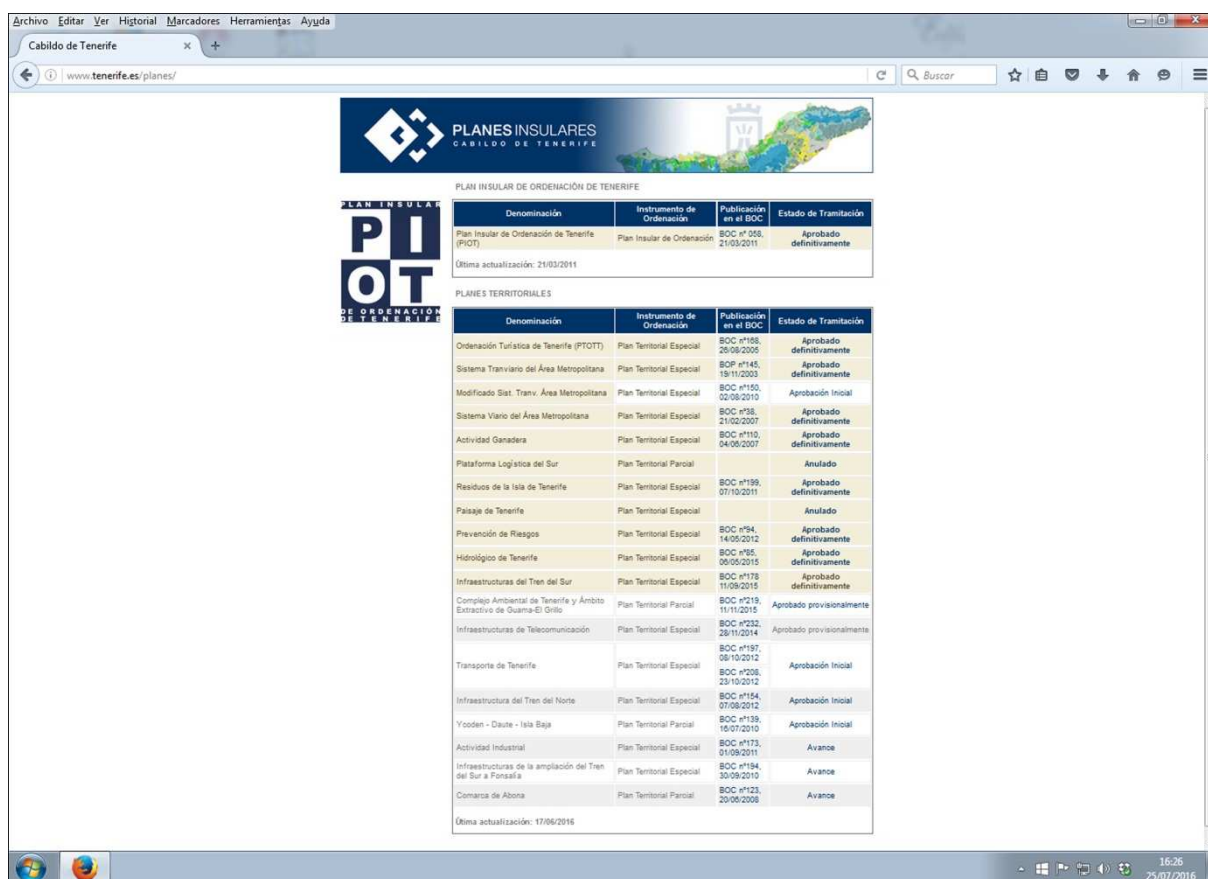 Archivo Editar Ver Historial Marcadores Herramientas Ayuda
Cabildo de Tenerife
www.tenerife.es/planes/
Buscar
PLANES INSULARES
CABILDO DE TENERIFE
PLAN INSULAR DE ORDENACIÓN DE TENERIFE
PLAN INSULAR
PI
OT
DE ORDENACIÓN
DE TENERIFE
Denominación Instrumento de Ordenación Publicación en el BOC Estado de Tramitación
Plan Insular de Ordenación de Tenerife (PIOT) Plan Insular de Ordenación BOC nº 058, 21/03/2011 Aprobado definitivamente
Última actualización: 21/03/2011
PLANES TERRITORIALES
Denominación Instrumento de Ordenación Publicación en el BOC Estado de Tramitación
Ordenación Turística de Tenerife (PTOTT) Plan Territorial Especial BOC nº168, 26/08/2005 Aprobado definitivamente
Sistema Tranviario del Área Metropolitana Plan Territorial Especial BOP nº145, 19/11/2003 Aprobado definitivamente
Modificado Sist. Tranv. Área Metropolitana Plan Territorial Especial BOC nº150, 02/08/2010 Aprobación Inicial
Sistema Viario del Área Metropolitana Plan Territorial Especial BOC nº38, 21/02/2007 Aprobado definitivamente
Actividad Ganadera Plan Territorial Especial BOC nº110, 04/06/2007 Aprobado definitivamente
Plataforma Logística del Sur Plan Territorial Parcial Anulado
Residuos de la Isla de Tenerife Plan Territorial Especial BOC nº199, 07/10/2011 Aprobado definitivamente
Paisaje de Tenerife Plan Territorial Especial Anulado
Prevención de Riesgos Plan Territorial Especial BOC nº94, 14/05/2012 Aprobado definitivamente
Hidrológico de Tenerife Plan Territorial Especial BOC nº85, 06/05/2015 Aprobado definitivamente
Infraestructuras del Tren del Sur Plan Territorial Especial BOC nº178 11/09/2015 Aprobado definitivamente
Complejo Ambiental de Tenerife y Ámbito Extractivo de Guama-El Grillo Plan Territorial Parcial BOC nº219, 11/11/2015 Aprobado provisionalmente
Infraestructuras de Telecomunicación Plan Territorial Especial BOC nº232, 28/11/2014 Aprobado provisionalmente
Transporte de Tenerife Plan Territorial Especial BOC nº197, 08/10/2012 BOC nº208, 23/10/2012 Aprobación Inicial
Infraestructura del Tren del Norte Plan Territorial Especial BOC nº154, 07/08/2012 Aprobación Inicial
Ycoden - Daute - Isla Baja Plan Territorial Parcial BOC nº139, 16/07/2010 Aprobación Inicial
Actividad Industrial Plan Territorial Especial BOC nº173, 01/09/2011 Avance
Infraestructuras de la ampliación del Tren del Sur a Fonsalía Plan Territorial Especial BOC nº194, 30/09/2010 Avance
Comarca de Abona Plan Territorial Parcial BOC nº123, 20/06/2008 Avance
Útima actualización: 17/06/2016
16:26
25/07/2016